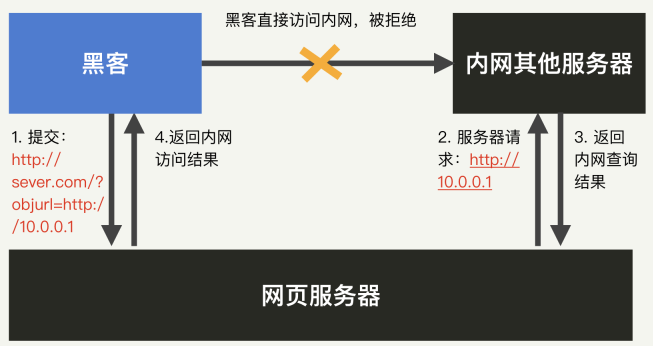 黑客直接访问内网，被拒绝
黑客
内网其他服务器
1. 提交：
http://
sever.com/?
objurl=http:/
/10.0.0.1
4.返回内网
访问结果
2. 服务器请
求：http://
10.0.0.1
3. 返回
内网查询
结果
网页服务器